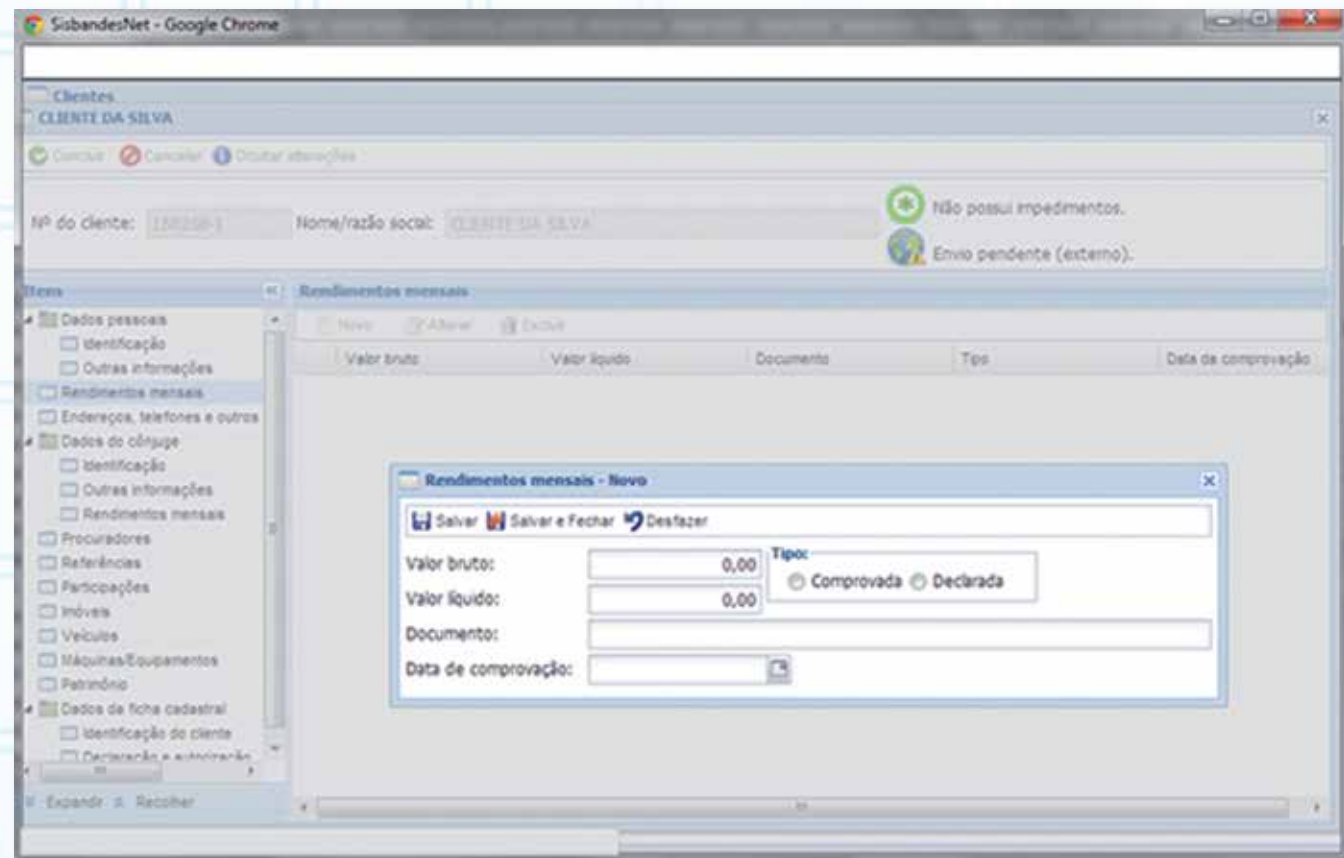 SisbandesNet - Google Chrome
Clientes
CLIENTE DA SILVA
Concluir Cancelar Ocultar alterações
Nº do cliente: Nome/razão social: CLIENTE DA SILVA
Não possui impedimentos.
Envio pendente (externo).
Itens
Dados pessoais
Identificação
Outras informações
Rendimentos mensais
Endereços, telefones e outros
Dados do cônjuge
Identificação
Outras informações
Rendimentos mensais
Procuradores
Referências
Participações
Imóveis
Veículos
Máquinas/Equipamentos
Patrimônio
Dados da ficha cadastral
Identificação do cliente
Declaração e autorização
Expandir Recolher
Rendimentos mensais
Novo Alterar Excluir
Valor bruto Valor líquido Documento Tipo Data da comprovação
Rendimentos mensais - Novo
Salvar Salvar e Fechar Desfazer
Valor bruto: 0,00 Tipo:
Comprovada Declarada
Valor líquido: 0,00
Documento:
Data de comprovação: